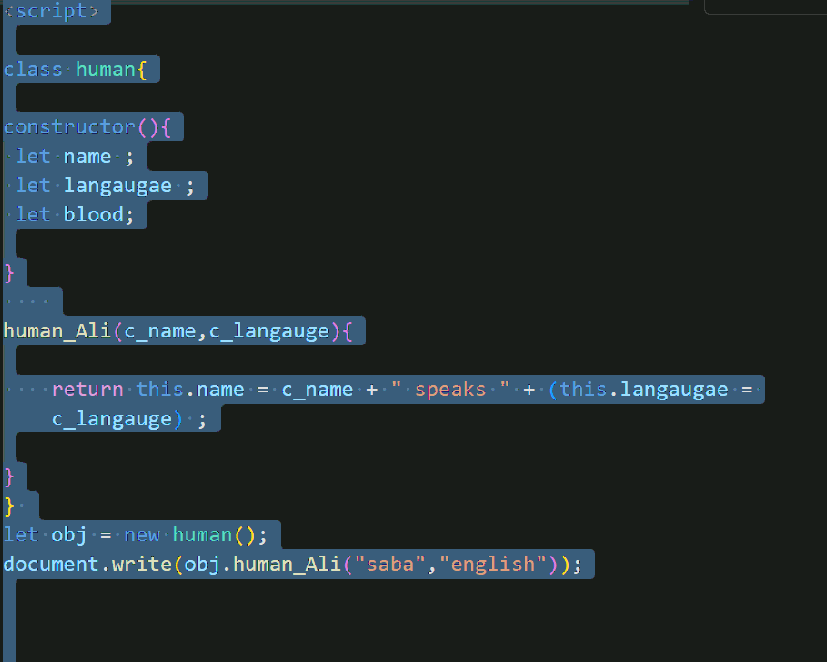 <script>
class human{
constructor(){
let name ;
let langaugae ;
let blood;
}
human_Ali(c_name,c_langauge){
return this.name = c_name + " speaks " + (this.langaugae =
c_langauge) ;
}
}
let obj = new human();
document.write(obj.human_Ali("saba","english"));